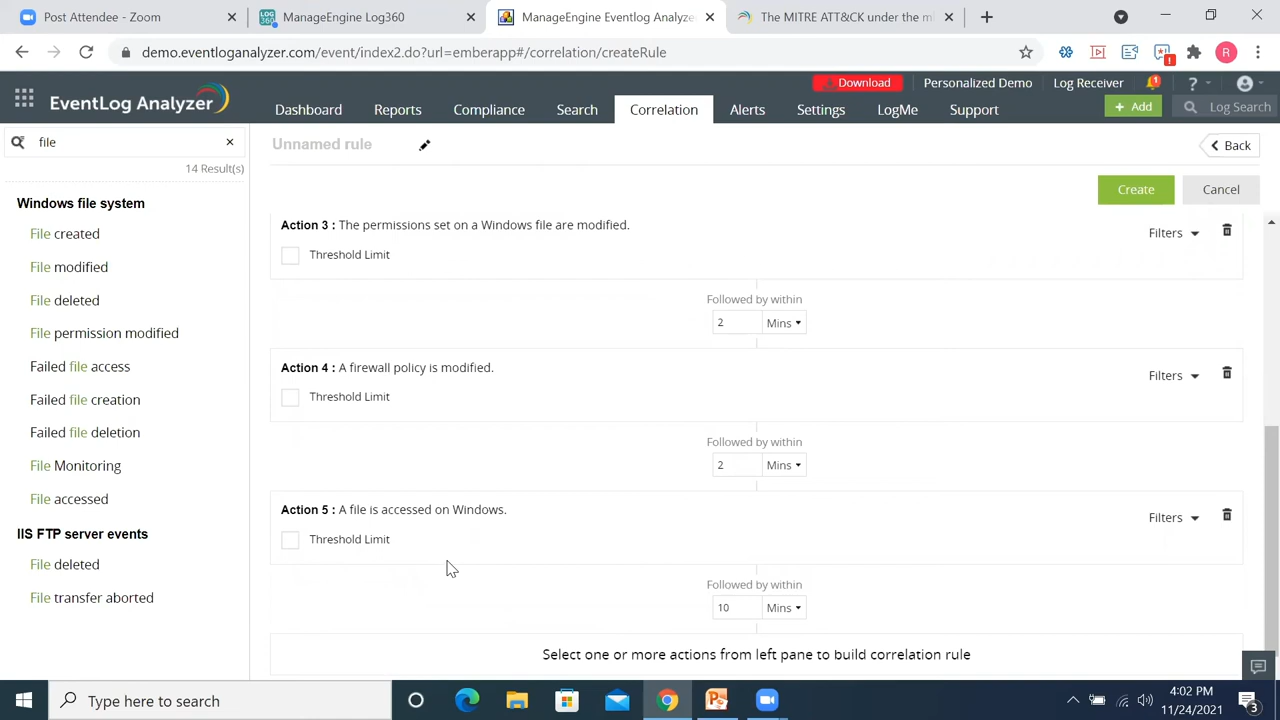 Post Attendee - Zoom
ManageEngine Log360
ManageEngine Eventlog Analyze
The MITRE ATT&CK under the mi
demo.eventloganalyzer.com/event/index2.do?url=emberapp#/correlation/createRule
R
Download
Personalized Demo
Log Receiver
1
?
EventLog Analyzer
Dashboard
Reports
Compliance
Search
Correlation
Alerts
Settings
LogMe
Support
+ Add
Log Search
file
14 Result(s)
Unnamed rule
Back
Create
Cancel
Windows file system
File created
File modified
File deleted
File permission modified
Failed file access
Failed file creation
Failed file deletion
File Monitoring
File accessed
IIS FTP server events
File deleted
File transfer aborted
Action 3 : The permissions set on a Windows file are modified.
Filters
Threshold Limit
Followed by within
2 Mins
Action 4 : A firewall policy is modified.
Filters
Threshold Limit
Followed by within
2 Mins
Action 5 : A file is accessed on Windows.
Filters
Threshold Limit
Followed by within
10 Mins
Select one or more actions from left pane to build correlation rule
Type here to search
4:02 PM
11/24/2021
3